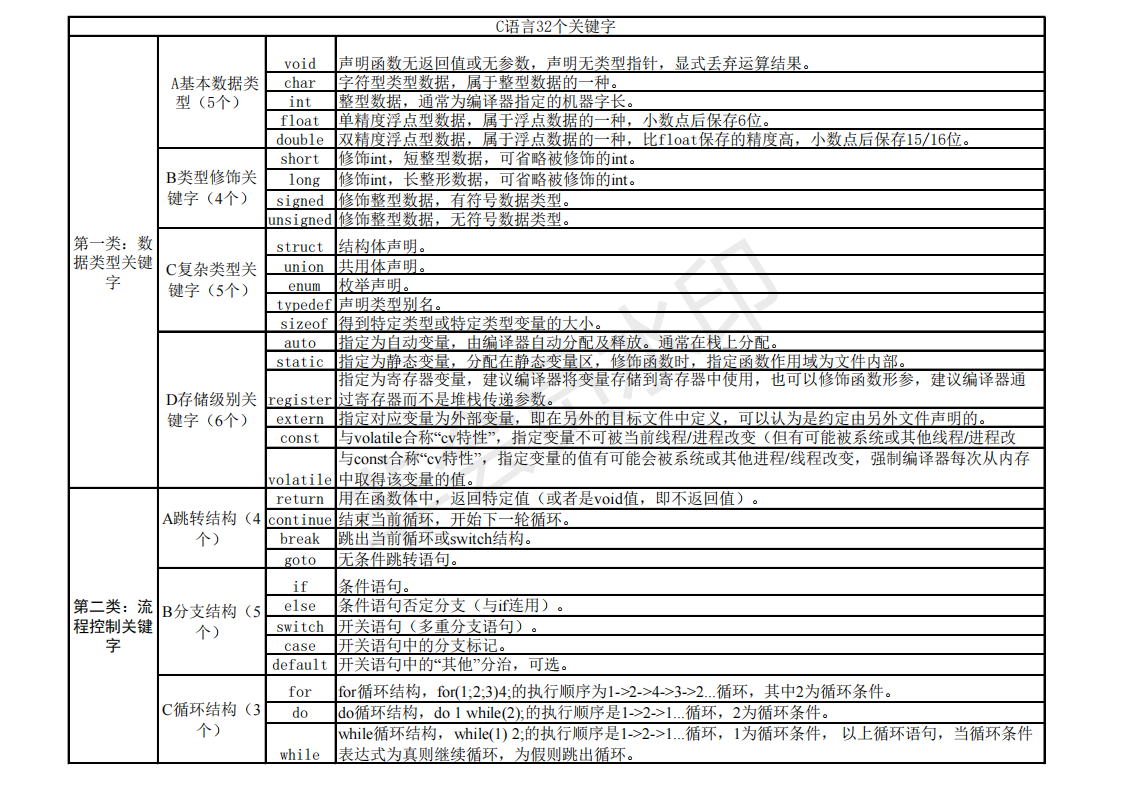 C语言32个关键字
第一类：数
据类型关键
字
A基本数据类
型（5个）
void 声明函数无返回值或无参数，声明无类型指针，显式丢弃运算结果。
char 字符型类型数据，属于整型数据的一种。
int 整型数据，通常为编译器指定的机器字长。
float 单精度浮点型数据，属于浮点数据的一种，小数点后保存6位。
double 双精度浮点型数据，属于浮点数据的一种，比float保存的精度高，小数点后保存15/16位。
B类型修饰关
键字（4个）
short 修饰int，短整型数据，可省略被修饰的int。
long 修饰int，长整形数据，可省略被修饰的int。
signed 修饰整型数据，有符号数据类型。
unsigned 修饰整型数据，无符号数据类型。
C复杂类型关
键字（5个）
struct 结构体声明。
union 共用体声明。
enum 枚举声明。
typedef 声明类型别名。
sizeof 得到特定类型或特定类型变量的大小。
D存储级别关
键字（6个）
auto 指定为自动变量，由编译器自动分配及释放。通常在栈上分配。
static 指定为静态变量，分配在静态变量区，修饰函数时，指定函数作用域为文件内部。
register 指定为寄存器变量，建议编译器将变量存储到寄存器中使用，也可以修饰函数形参，建议编译器通
过寄存器而不是堆栈传递参数。
extern 指定对应变量为外部变量，即在另外的目标文件中定义，可以认为是约定由另外文件声明的。
const 与volatile合称“cv特性”，指定变量不可被当前线程/进程改变（但有可能被系统或其他线程/进程改
volatile 与const合称“cv特性”，指定变量的值有可能会被系统或其他进程/线程改变，强制编译器每次从内存
中取得该变量的值。
第二类：流
程控制关键
字
A跳转结构（4
个）
return 用在函数体中，返回特定值（或者是void值，即不返回值）。
continue 结束当前循环，开始下一轮循环。
break 跳出当前循环或switch结构。
goto 无条件跳转语句。
B分支结构（5
个）
if 条件语句。
else 条件语句否定分支（与if连用）。
switch 开关语句（多重分支语句）。
case 开关语句中的分支标记。
default 开关语句中的“其他”分治，可选。
C循环结构（3
个）
for for循环结构，for(1;2;3)4;的执行顺序为1->2->4->3->2...循环，其中2为循环条件。
do do循环结构，do 1 while(2);的执行顺序是1->2->1...循环，2为循环条件。
while while循环结构，while(1) 2;的执行顺序是1->2->1...循环，1为循环条件， 以上循环语句，当循环条件
表达式为真则继续循环，为假则跳出循环。
水印